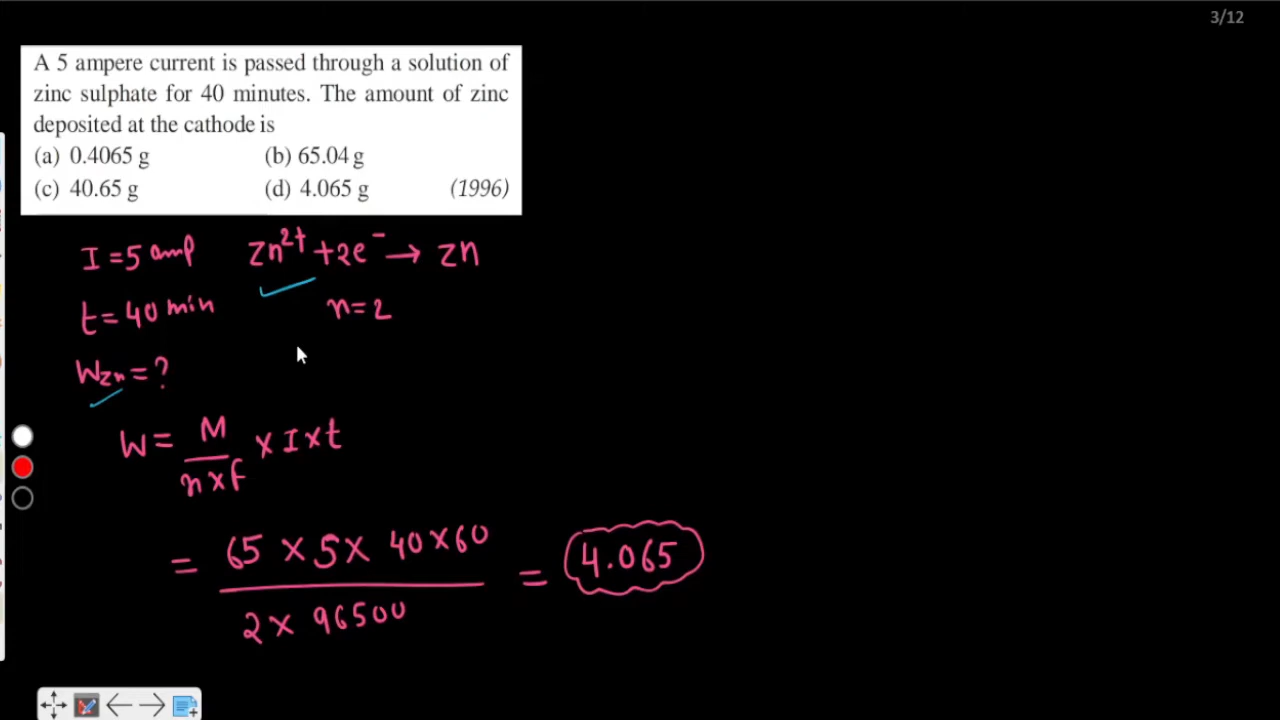 3/12
A 5 ampere current is passed through a solution of
zinc sulphate for 40 minutes. The amount of zinc
deposited at the cathode is
(a) 0.4065 g (b) 65.04 g
(c) 40.65 g (d) 4.065 g (1996)
I = 5 amp Zn²⁺ + 2e⁻ → Zn
t = 40 min n = 2
W_Zn = ?
W = M/(n×F) × I × t
= (65 × 5 × 40 × 60)/(2 × 96500) = 4.065